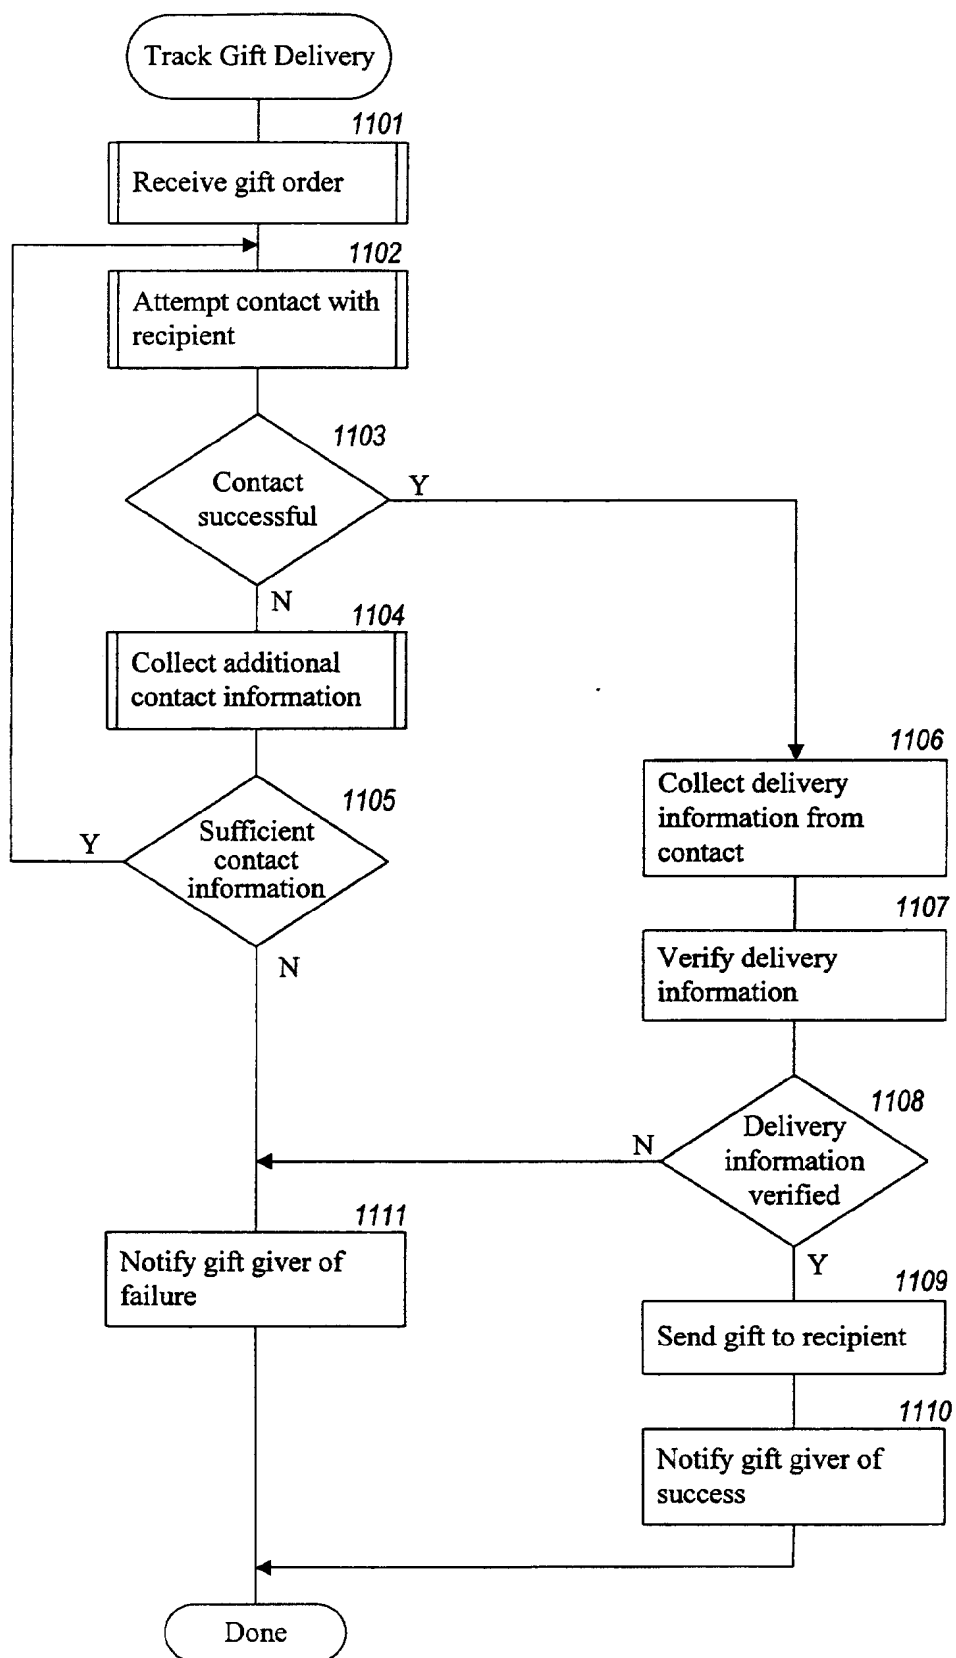 Track Gift Delivery
1101
Receive gift order
1102
Attempt contact with
recipient
1103
Contact
successful
Y
N
1104
Collect additional
contact information
1105
Sufficient
contact
information
Y
N
1106
Collect delivery
information from
contact
1107
Verify delivery
information
1108
Delivery
information
verified
N
Y
1109
Send gift to recipient
1110
Notify gift giver of
success
1111
Notify gift giver of
failure
Done